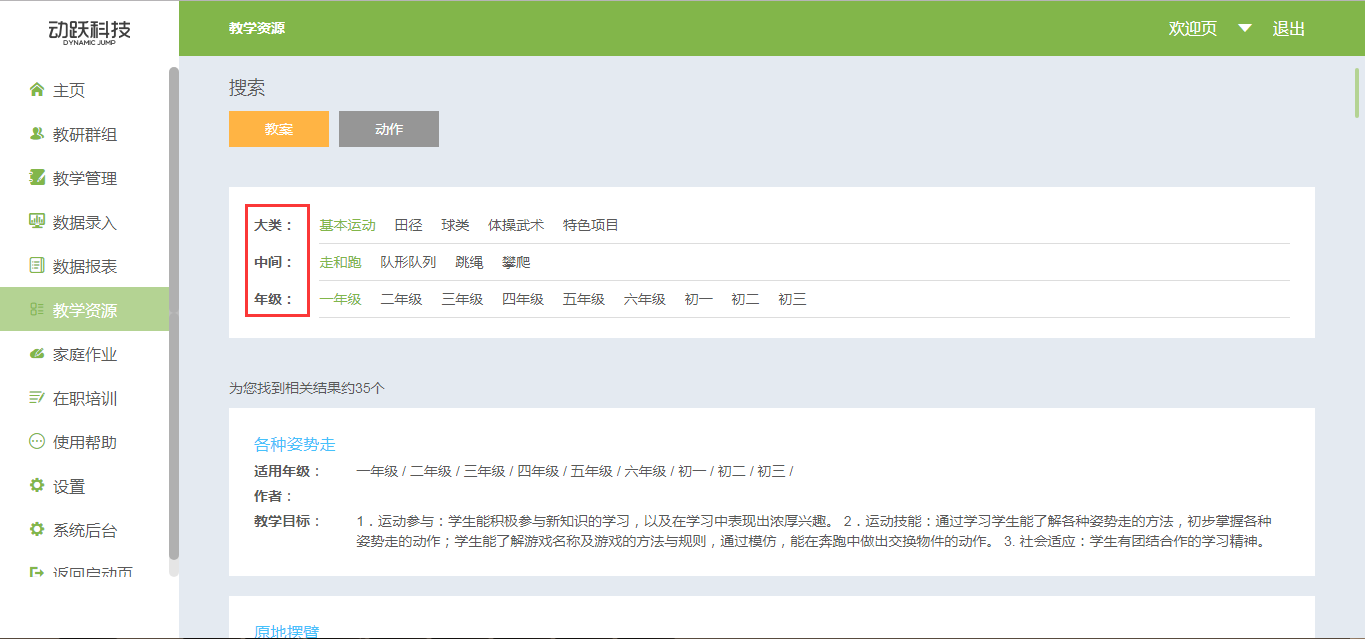 动跃科技
DYNAMIC JUMP
教学资源
欢迎页 退出
主页
教研群组
教学管理
数据录入
数据报表
教学资源
家庭作业
在职培训
使用帮助
设置
系统后台
返回启动页
搜索
教案 动作
大类： 基本运动 田径 球类 体操武术 特色项目
中间： 走和跑 队形队列 跳绳 攀爬
年级： 一年级 二年级 三年级 四年级 五年级 六年级 初一 初二 初三
为您找到相关结果约35个
各种姿势走
适用年级： 一年级 / 二年级 / 三年级 / 四年级 / 五年级 / 六年级 / 初一 / 初二 / 初三 /
作者：
教学目标： 1．运动参与：学生能积极参与新知识的学习，以及在学习中表现出浓厚兴趣。 2．运动技能：通过学习学生能了解各种姿势走的方法，初步掌握各种
姿势走的动作；学生能了解游戏名称及游戏的方法与规则，通过模仿，能在奔跑中做出交换物件的动作。 3. 社会适应：学生有团结合作的学习精神。
原地摆臂